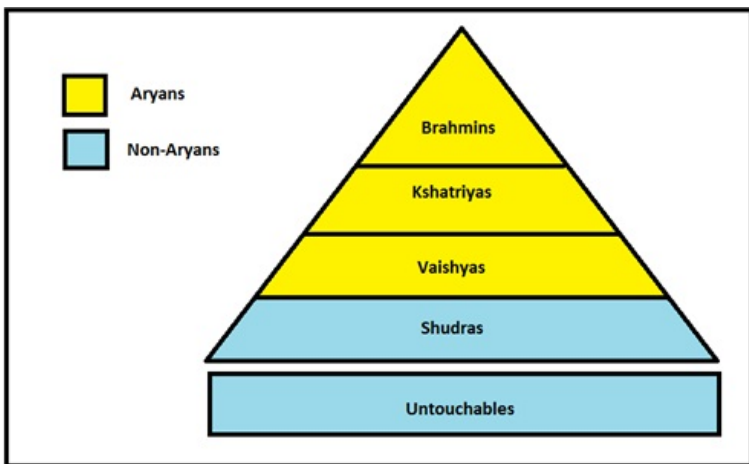 Aryans
Non-Aryans
Brahmins
Kshatriyas
Vaishyas
Shudras
Untouchables